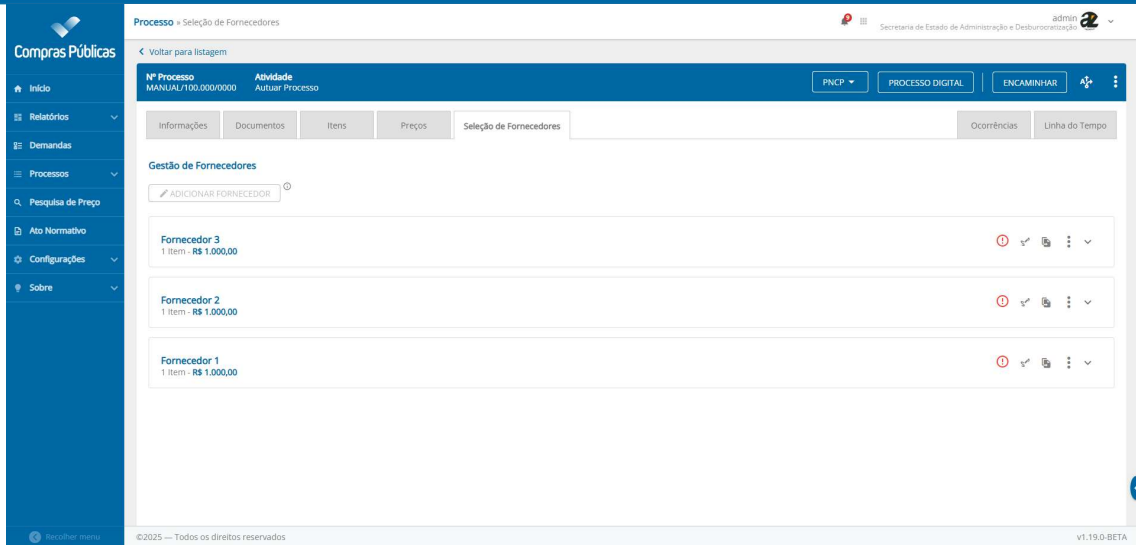 Compras Públicas
Início
Relatórios
Demandas
Processos
Pesquisa de Preço
Ato Normativo
Configurações
Sobre
Recolher menu
Processo » Seleção de Fornecedores
9
admin
Secretaria de Estado de Administração e Desburocratização
Voltar para listagem
Nº Processo
MANUAL/100.000/0000
Atividade
Autuar Processo
PNCP
PROCESSO DIGITAL
ENCAMINHAR
Informações
Documentos
Itens
Preços
Seleção de Fornecedores
Ocorrências
Linha do Tempo
Gestão de Fornecedores
ADICIONAR FORNECEDOR
Fornecedor 3
1 Item - R$ 1.000,00
Fornecedor 2
1 Item - R$ 1.000,00
Fornecedor 1
1 Item - R$ 1.000,00
©2025 — Todos os direitos reservados
v1.19.0-BETA